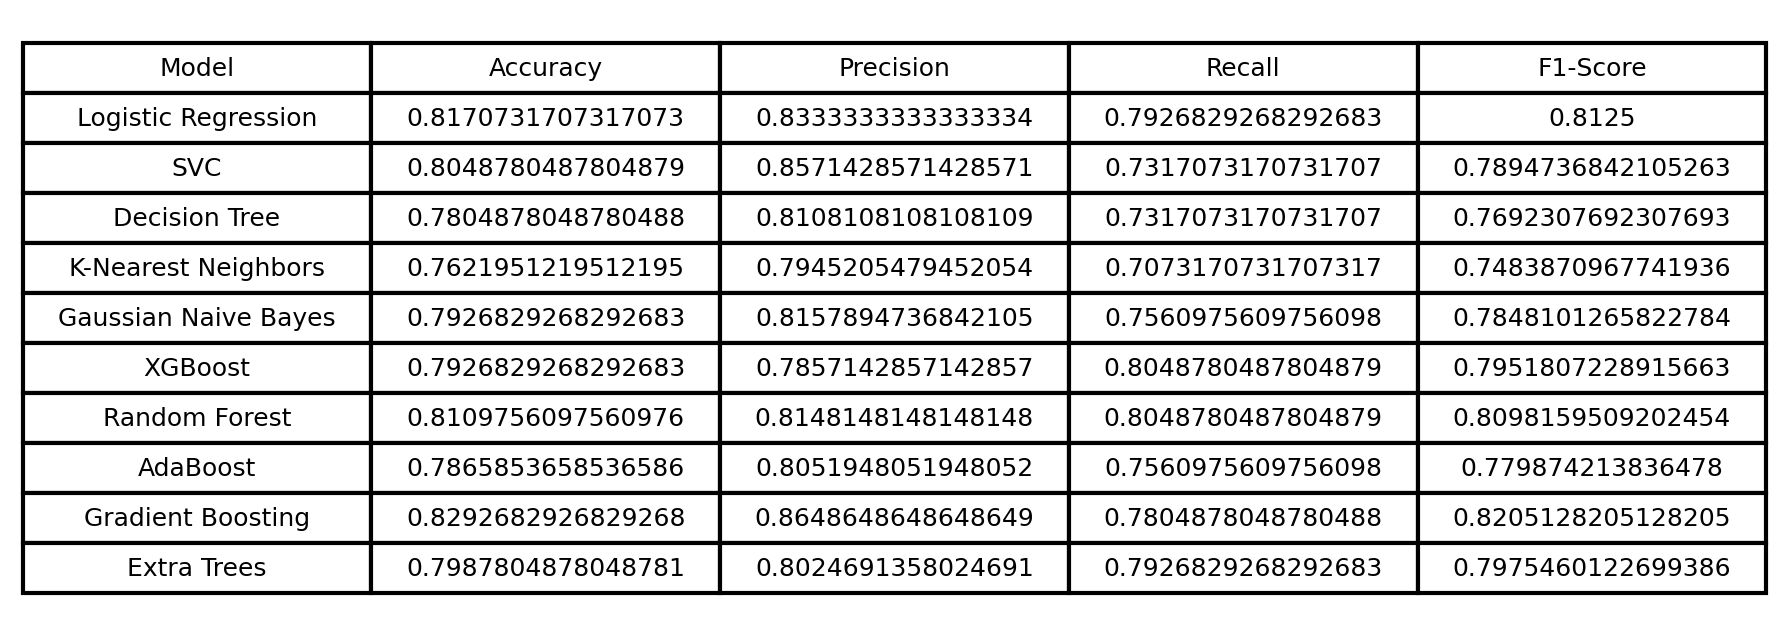 Model Accuracy Precision Recall F1-Score
Logistic Regression 0.8170731707317073 0.8333333333333334 0.7926829268292683 0.8125
SVC 0.8048780487804879 0.8571428571428571 0.7317073170731707 0.7894736842105263
Decision Tree 0.7804878048780488 0.8108108108108109 0.7317073170731707 0.7692307692307693
K-Nearest Neighbors 0.7621951219512195 0.7945205479452054 0.7073170731707317 0.7483870967741936
Gaussian Naive Bayes 0.7926829268292683 0.8157894736842105 0.7560975609756098 0.7848101265822784
XGBoost 0.7926829268292683 0.7857142857142857 0.8048780487804879 0.7951807228915663
Random Forest 0.8109756097560976 0.8148148148148148 0.8048780487804879 0.8098159509202454
AdaBoost 0.7865853658536586 0.8051948051948052 0.7560975609756098 0.779874213836478
Gradient Boosting 0.8292682926829268 0.8648648648648649 0.7804878048780488 0.8205128205128205
Extra Trees 0.7987804878048781 0.8024691358024691 0.7926829268292683 0.7975460122699386